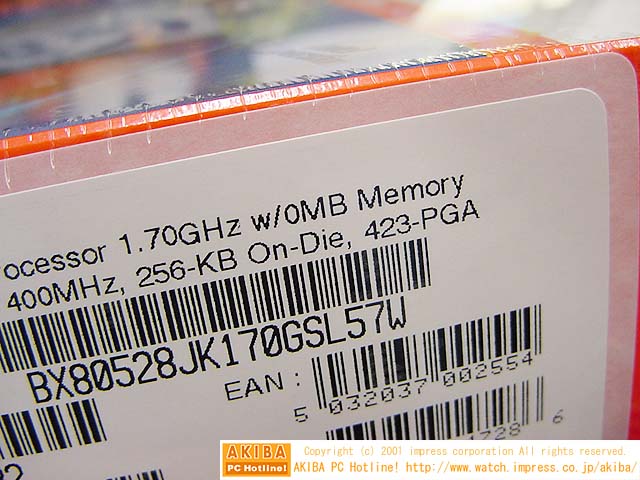 ocessor 1.70GHz w/0MB Memory
400MHz, 256-KB On-Die, 423-PGA
BX80528JK170GSL57W
EAN :
5 032037 002554
4728 6
AKIBA
PC Hotline!
Copyright (c) 2001 impress corporation All rights reserved.
AKIBA PC Hotline! http://www.watch.impress.co.jp/akiba/